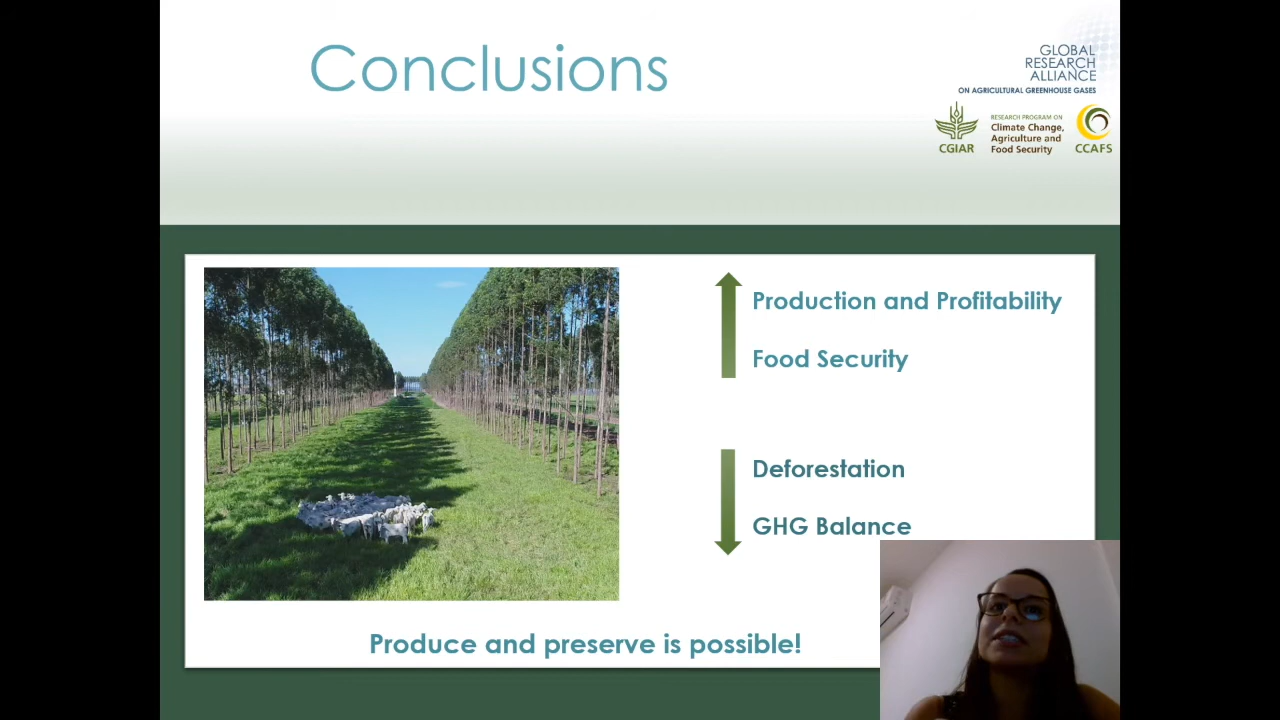 Conclusions
GLOBAL
RESEARCH
ALLIANCE
ON AGRICULTURAL GREENHOUSE GASES
CGIAR
RESEARCH PROGRAM ON
Climate Change,
Agriculture and
Food Security
CCAFS
Production and Profitability
Food Security
Deforestation
GHG Balance
Produce and preserve is possible!